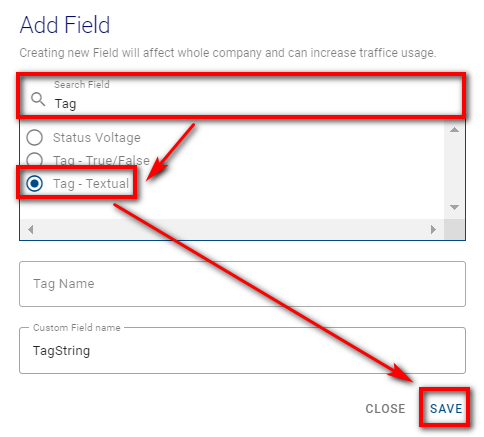 Add Field
Creating new Field will affect whole company and can increase traffice usage.
Search Field
Tag
Status Voltage
Tag - True/False
Tag - Textual
Tag Name
Custom Field name
TagString
CLOSE SAVE